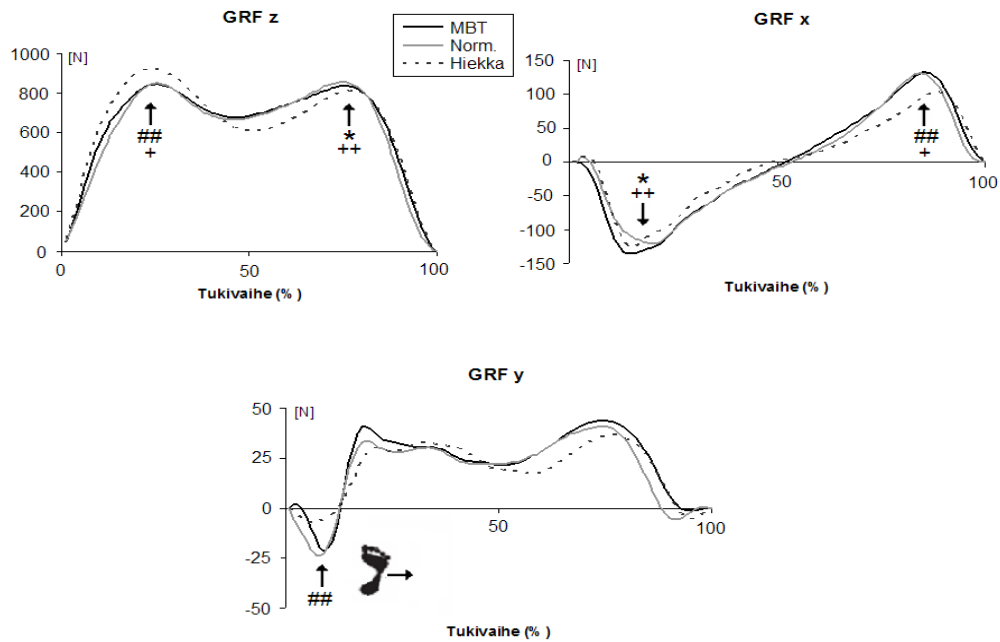 GRF z
[N]
1000
800
600
400
200
0
##
+
*
++
0
50
100
Tukivaihe (% )
MBT
Norm.
Hiekka
GRF x
[N]
150
100
50
0
-50
-100
-150
*
++
##
+
50
100
Tukivaihe (% )
GRF y
[N]
50
25
0
-25
-50
##
50
100
Tukivaihe (% )